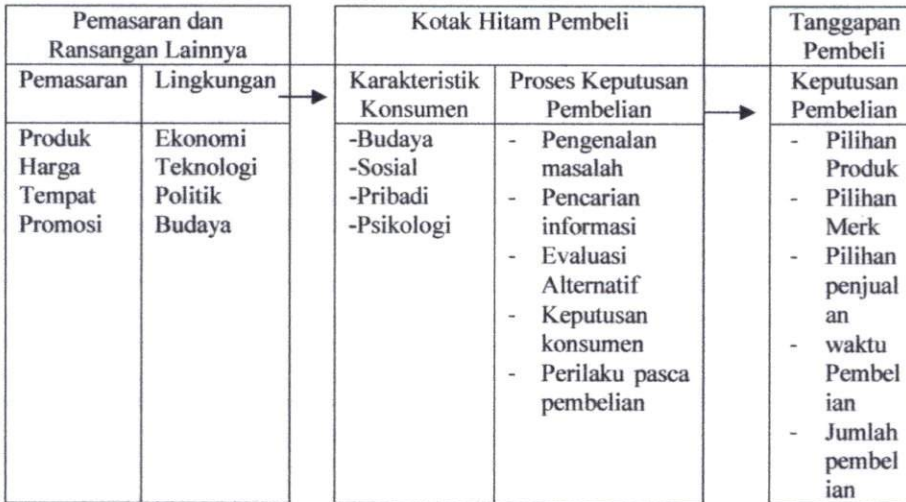 Pemasaran dan
Ransangan Lainnya
Pemasaran
Lingkungan
Produk
Harga
Tempat
Promosi
Ekonomi
Teknologi
Politik
Budaya
Kotak Hitam Pembeli
Karakteristik
Konsumen
-Budaya
-Sosial
-Pribadi
-Psikologi
Proses Keputusan
Pembelian
- Pengenalan
masalah
- Pencarian
informasi
- Evaluasi
Alternatif
- Keputusan
konsumen
- Perilaku pasca
pembelian
Tanggapan
Pembeli
Keputusan
Pembelian
- Pilihan
Produk
- Pilihan
Merk
- Pilihan
penjual
an
- waktu
Pembel
ian
- Jumlah
pembel
ian